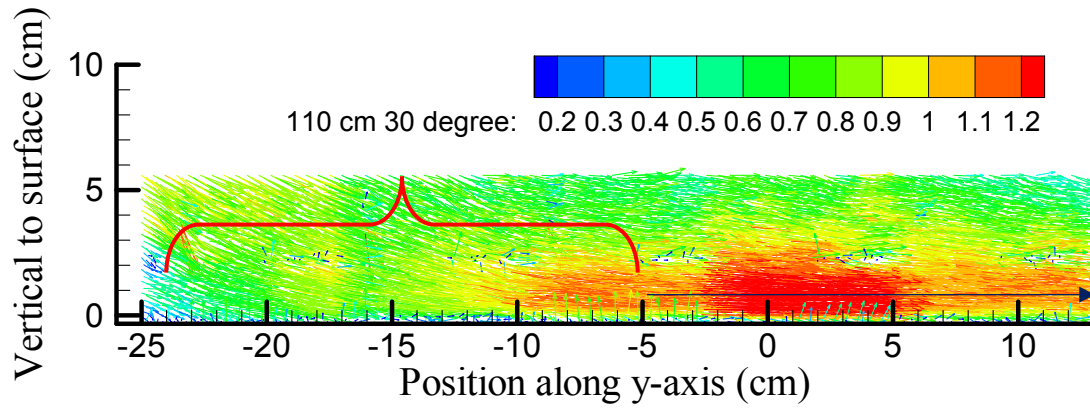 Vertical to surface (cm)
10
5
0
110 cm 30 degree: 0.2 0.3 0.4 0.5 0.6 0.7 0.8 0.9 1 1.1 1.2
-25 -20 -15 -10 -5 0 5 10
Position along y-axis (cm)